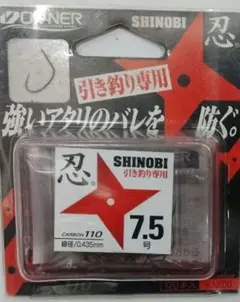 OWNER
SHINOBI
忍
引き釣り専用
強いアタリのバレを防ぐ。
忍
SHINOBI
引き釣り専用
CARBON 110
線径/0.435mm
7.5
号